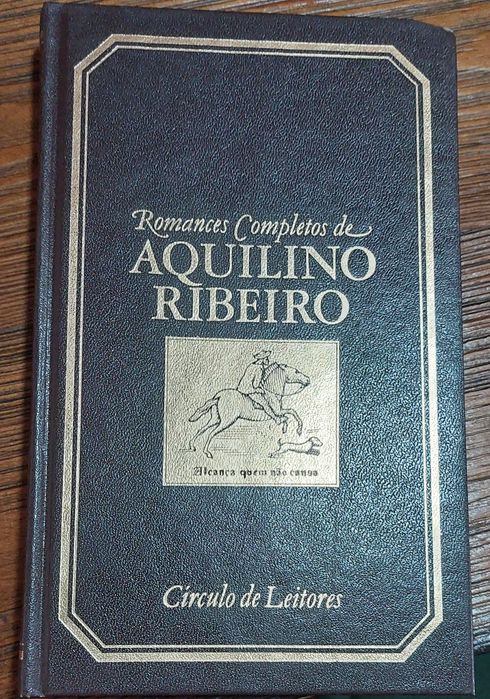 Romances Completos de
AQUILINO
RIBEIRO
Alcança quem não cansa
Círculo de Leitores